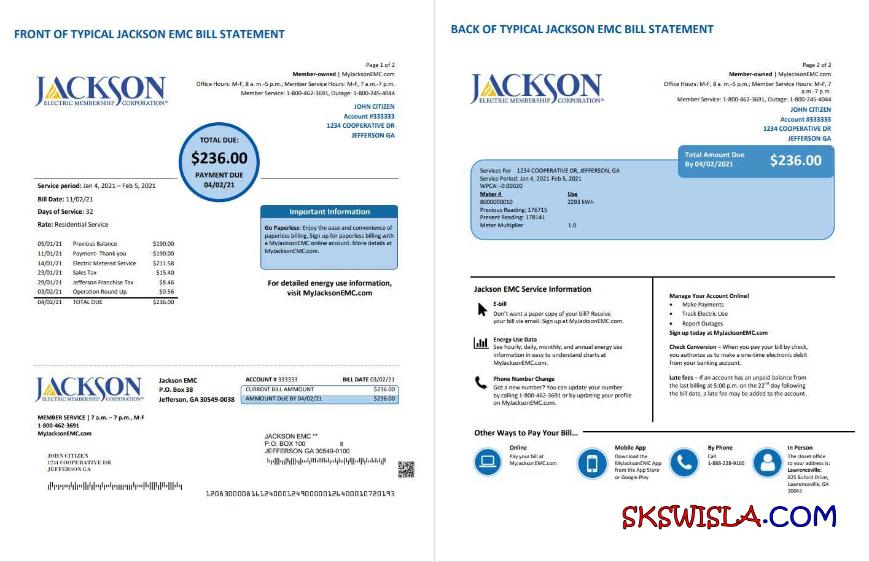 FRONT OF TYPICAL JACKSON EMC BILL STATEMENT
Page 1 of 2
Member-owned | MyJacksonEMC.com
Office Hours: M-F, 8 a.m.-5 p.m.; Member Service Hours: M-F, 7 a.m.-7 p.m.
Member Service: 1-800-462-3691, Outage: 1-800-245-4044
JACKSON
ELECTRIC MEMBERSHIP CORPORATION
JOHN CITIZEN
Account #333333
1234 COOPERATIVE DR
JEFFERSON GA
TOTAL DUE:
$236.00
PAYMENT DUE
04/02/21
Service period: Jan 4, 2021 – Feb 5, 2021
Bill Date: 11/02/21
Days of Service: 32
Rate: Residential Service
05/01/21 Previous Balance $190.00
11/01/21 Payment- Thank you -$190.00
14/01/21 Electric Metered Service $211.58
23/01/21 Sales Tax $15.40
29/01/21 Jefferson Franchise Tax $8.46
03/02/21 Operation Round Up $0.56
04/02/21 TOTAL DUE $236.00
Important Information
Go Paperless: Enjoy the ease and convenience of
paperless billing. Sign up for paperless billing with
a MyJacksonEMC online account. More details at
MyJacksonEMC.com.
For detailed energy use information,
visit MyJacksonEMC.com
JACKSON
ELECTRIC MEMBERSHIP CORPORATION
Jackson EMC
P.O. Box 38
Jefferson, GA 30549-0038
ACCOUNT # 333333 BILL DATE 03/02/21
CURRENT BILL AMMOUNT $236.00
AMMOUNT DUE BY 04/02/21 $236.00
MEMBER SERVICE | 7 a.m. – 7 p.m., M-F
1-800-462-3691
MyJacksonEMC.com
JACKSON EMC **
P.O. BOX 100 8
JEFFERSON GA 30549-0100
JOHN CITIZEN
1234 COOPERATIVE DR
JEFFERSON GA
BACK OF TYPICAL JACKSON EMC BILL STATEMENT
Page 2 of 2
Member-owned | MyJacksonEMC.com
Office Hours: M-F, 8 a.m.-5 p.m.; Member Service Hours: M-F, 7
a.m.-7 p.m.
Member Service: 1-800-462-3691, Outage: 1-800-245-4044
JACKSON
ELECTRIC MEMBERSHIP CORPORATION
JOHN CITIZEN
Account #333333
1234 COOPERATIVE DR
JEFFERSON GA
Total Amount Due
By 04/02/2021
$236.00
Services For 1234 COOPERATIVE DR, JEFFERSON, GA
Service Period: Jan 4, 2021-Feb 5, 2021
WPCA: -0.00020
Meter # Use
8000000010 2293 kWh
Previous Reading: 176715
Present Reading: 178141
Meter Multiplier 1.0
Jackson EMC Service Information
E-bill
Don't want a paper copy of your bill? Receive
your bill via email. Sign up at MyJacksonEMC.com.
Energy Use Data
See hourly, daily, monthly, and annual energy use
information in easy to understand charts at
MyJacksonEMC.com.
Phone Number Change
Got a new number? You can update your number
by calling 1-800-462-3691 or by updating your profile
on MyJacksonEMC.com.
Manage Your Account Online!
• Make Payments
• Track Electric Use
• Report Outages
Sign up today at MyJacksonEMC.com
Check Conversion – When you pay your bill by check,
you authorize us to make a one-time electronic debit
from your banking account.
Late fees – If an account has an unpaid balance from
the last billing at 5:00 p.m. on the 22nd day following
the bill date, a late fee may be added to the account.
Other Ways to Pay Your Bill...
Online
Pay your bill at
MyJacksonEMC.com
Mobile App
Download the
MyJacksonEMC App
from the App Store
or Google Play
By Phone
Call
1-888-228-9166
In Person
The closet office
to your address is:
Lawrenceville:
825 Buford Drive,
Lawrenceville, GA
30043
SKSWISLA.COM